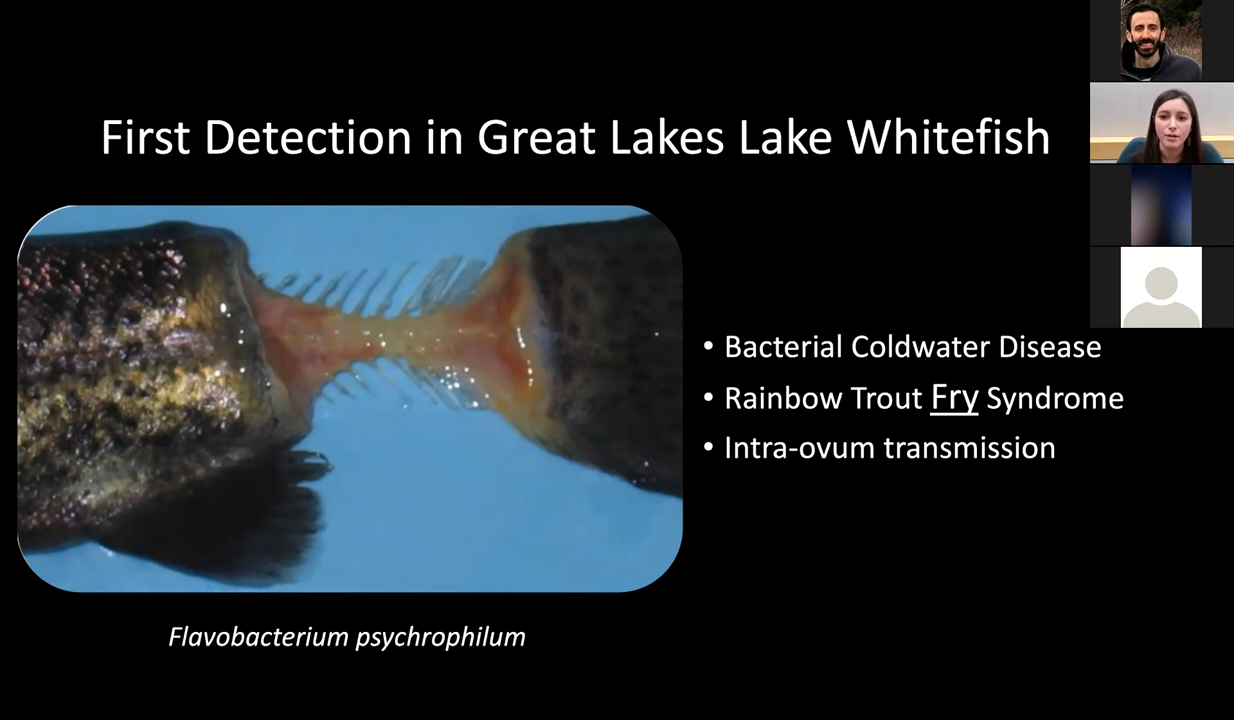 First Detection in Great Lakes Lake Whitefish
• Bacterial Coldwater Disease
• Rainbow Trout Fry Syndrome
• Intra-ovum transmission
Flavobacterium psychrophilum